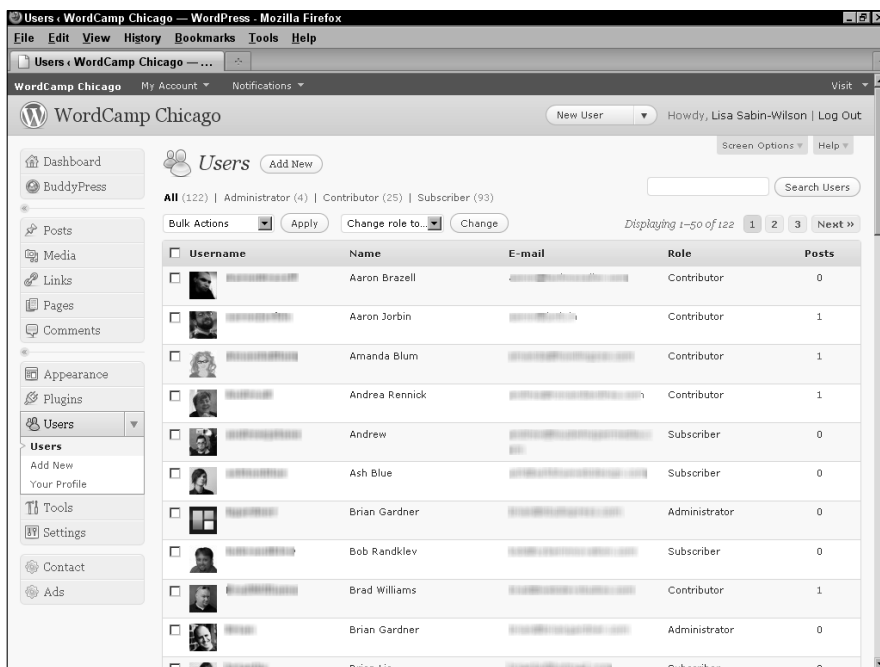 Users ‹ WordCamp Chicago — WordPress - Mozilla Firefox
File Edit View History Bookmarks Tools Help
Users ‹ WordCamp Chicago — ...
WordCamp Chicago My Account Notifications Visit
WordCamp Chicago New User Howdy, Lisa Sabin-Wilson | Log Out
Screen Options Help
Dashboard
BuddyPress
Posts
Media
Links
Pages
Comments
Appearance
Plugins
Users
Users
Add New
Your Profile
Tools
Settings
Contact
Ads
Users Add New
All (122) | Administrator (4) | Contributor (25) | Subscriber (93)
Search Users
Bulk Actions Apply Change role to... Change Displaying 1–50 of 122 1 2 3 Next »
Username Name E-mail Role Posts
Aaron Brazell Contributor 0
Aaron Jorbin Contributor 1
Amanda Blum Contributor 1
Andrea Rennick Contributor 1
Andrew Subscriber 0
Ash Blue Subscriber 0
Brian Gardner Administrator 0
Bob Randklev Subscriber 0
Brad Williams Contributor 1
Brian Gardner Administrator 0